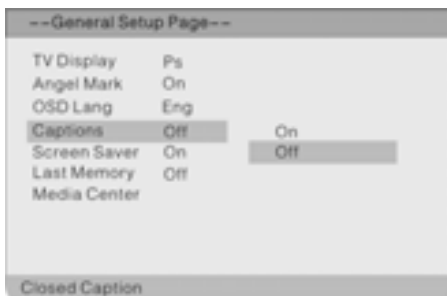 --General Setup Page--
TV Display Ps
Angel Mark On
OSD Lang Eng
Captions Off On
Screen Saver On Off
Last Memory Off
Media Center
Closed Caption